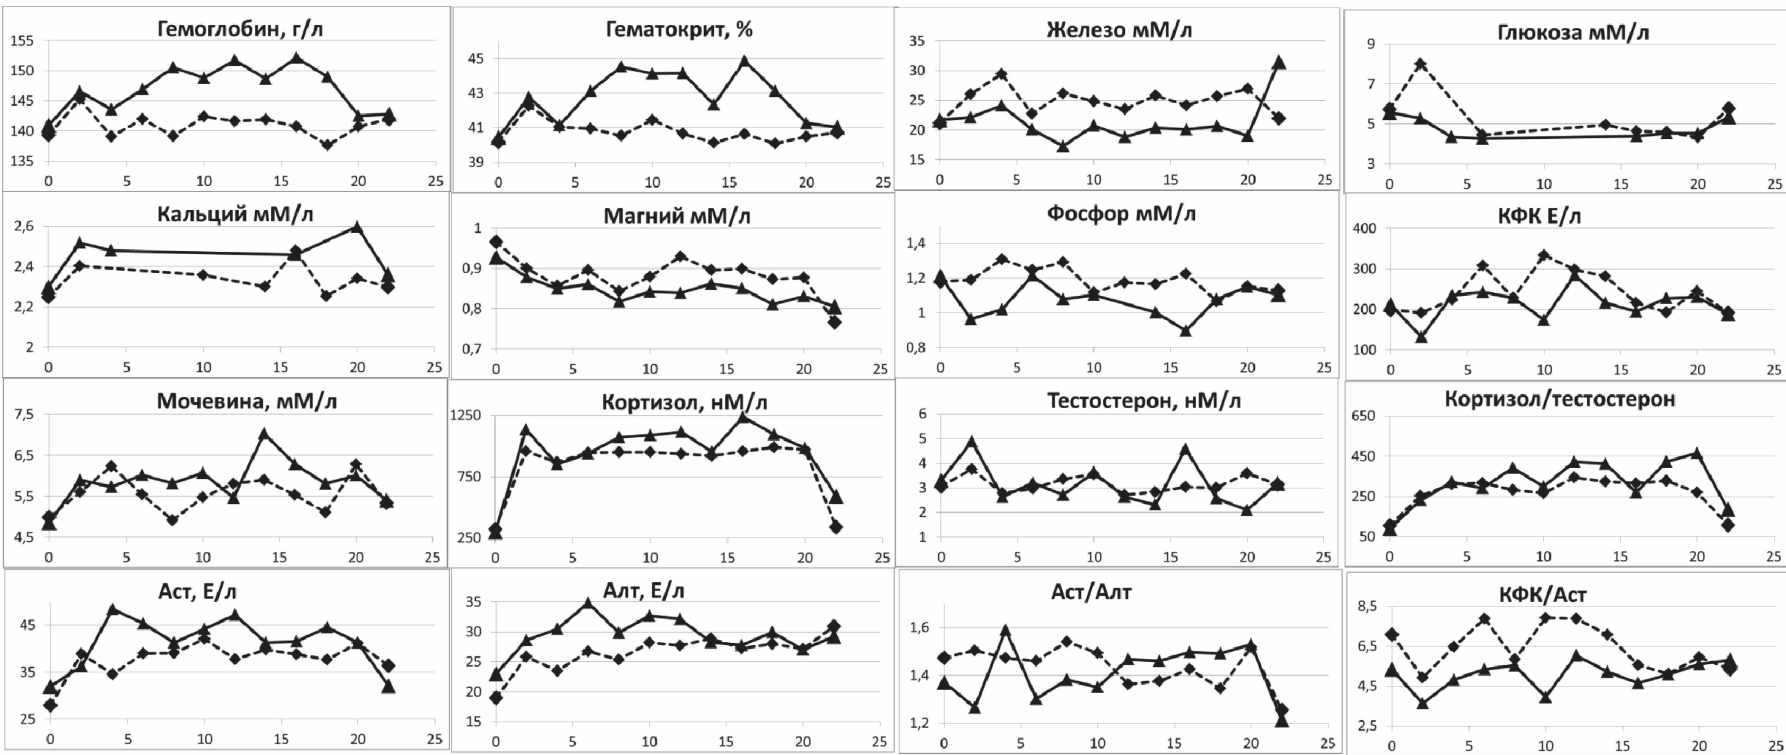 Гемоглобин, г/л
155
150
145
140
135
0 5 10 15 20 25
Гематокрит, %
45
43
41
39
0 5 10 15 20 25
Железо мМ/л
35
30
25
20
15
0 5 10 15 20 25
Глюкоза мМ/л
9
7
5
3
0 5 10 15 20 25
Кальций мМ/л
2,6
2,4
2,2
2
0 5 10 15 20 25
Магний мМ/л
1
0,9
0,8
0,7
0 5 10 15 20 25
Фосфор мМ/л
1,4
1,2
1
0,8
0 5 10 15 20 25
КФК Е/л
400
300
200
100
0 5 10 15 20 25
Мочевина, мМ/л
7,5
6,5
5,5
4,5
0 5 10 15 20 25
Кортизол, нМ/л
1250
750
250
0 5 10 15 20 25
Тестостерон, нМ/л
6
5
4
3
2
1
0 5 10 15 20 25
Кортизол/тестостерон
650
450
250
50
0 5 10 15 20 25
Аст, Е/л
45
35
25
0 5 10 15 20 25
Алт, Е/л
35
30
25
20
15
0 5 10 15 20 25
Аст/Алт
1,6
1,4
1,2
0 5 10 15 20 25
КФК/Аст
8,5
6,5
4,5
2,5
0 5 10 15 20 25